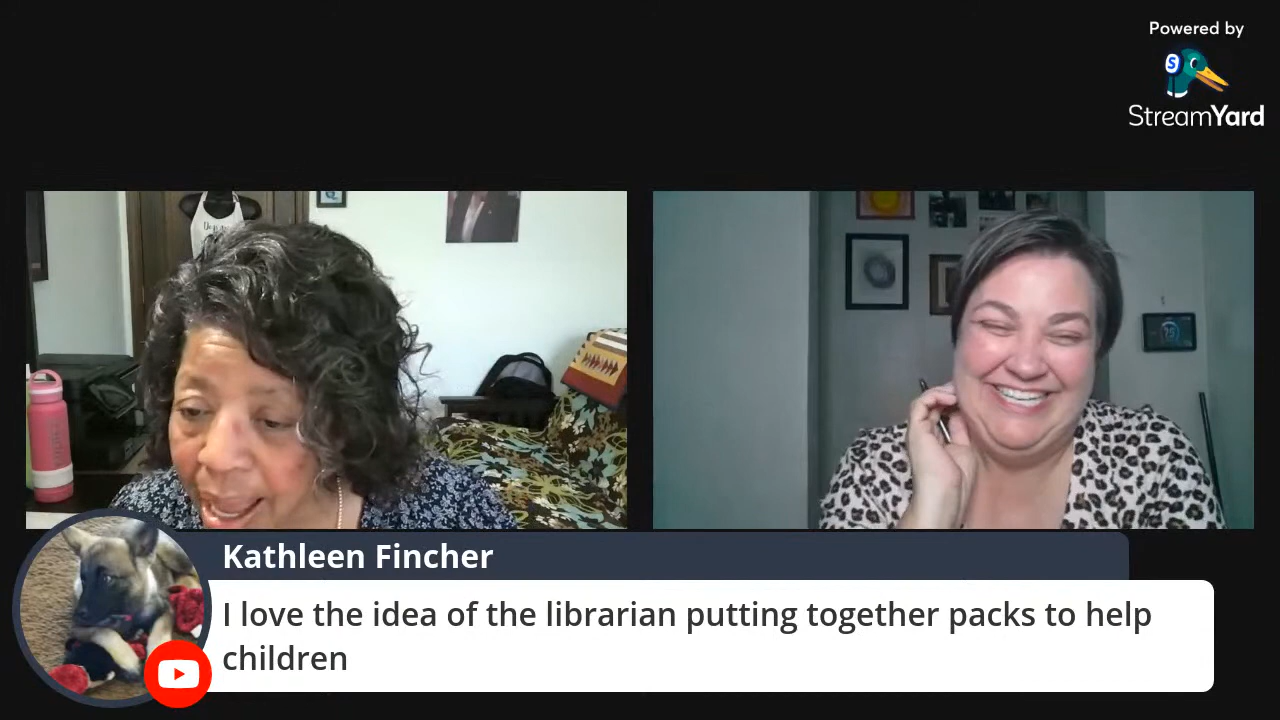 Powered by
StreamYard
Kathleen Fincher
I love the idea of the librarian putting together packs to help
children